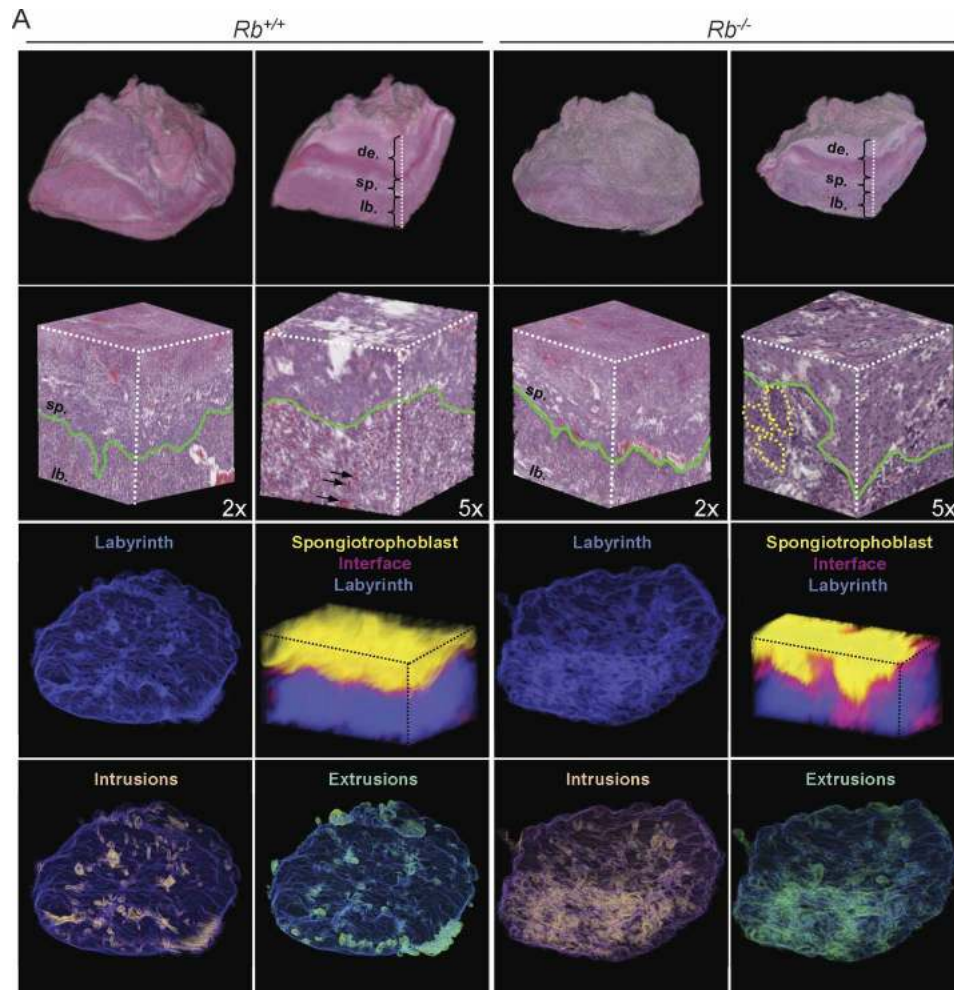 A
Rb+/+
Rb-/-
de.
sp.
lb.
de.
sp.
lb.
sp.
lb.
2x
5x
sp.
lb.
2x
5x
Labyrinth
Spongiotrophoblast
Interface
Labyrinth
Labyrinth
Spongiotrophoblast
Interface
Labyrinth
Intrusions
Extrusions
Intrusions
Extrusions